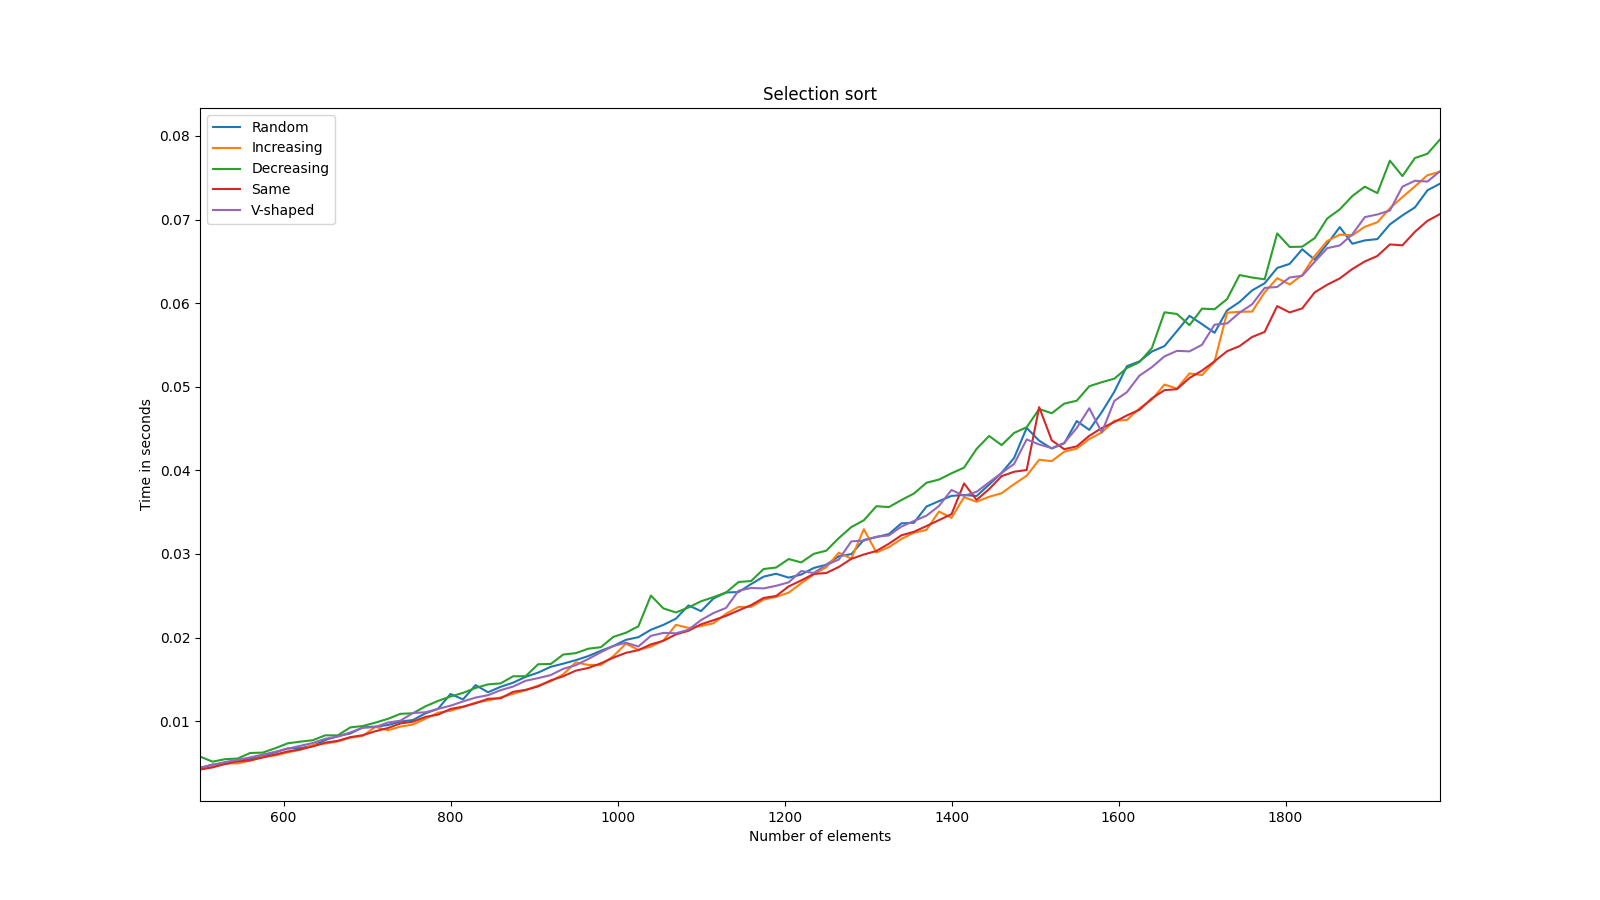 Selection sort
Random
Increasing
Decreasing
Same
V-shaped
0.08
0.07
0.06
0.05
0.04
0.03
0.02
0.01
Time in seconds
600 800 1000 1200 1400 1600 1800
Number of elements